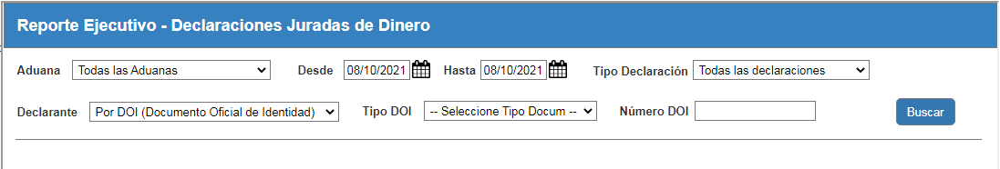 Reporte Ejecutivo - Declaraciones Juradas de Dinero
Aduana Todas las Aduanas Desde 08/10/2021 Hasta 08/10/2021 Tipo Declaración Todas las declaraciones
Declarante Por DOI (Documento Oficial de Identidad) Tipo DOI -- Seleccione Tipo Docum -- Número DOI Buscar